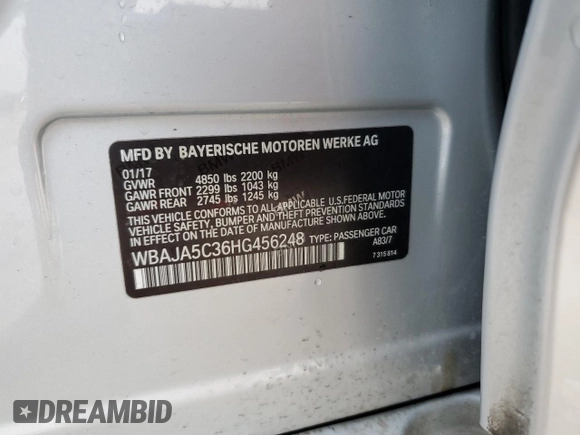 MFD BY BAYERISCHE MOTOREN WERKE AG
01/17
GVWR 4850 lbs 2200 kg
GAWR FRONT 2299 lbs 1043 kg
GAWR REAR 2745 lbs 1245 kg
THIS VEHICLE CONFORMS TO ALL APPLICABLE U.S.FEDERAL MOTOR
VEHICLE SAFETY, BUMPER AND THEFT PREVENTION STANDARDS
IN EFFECT ON THE DATE OF MANUFACTURE SHOWN ABOVE.
WBAJA5C36HG456248 TYPE: PASSENGER CAR
A83/7
7 315 814
DREAMBID